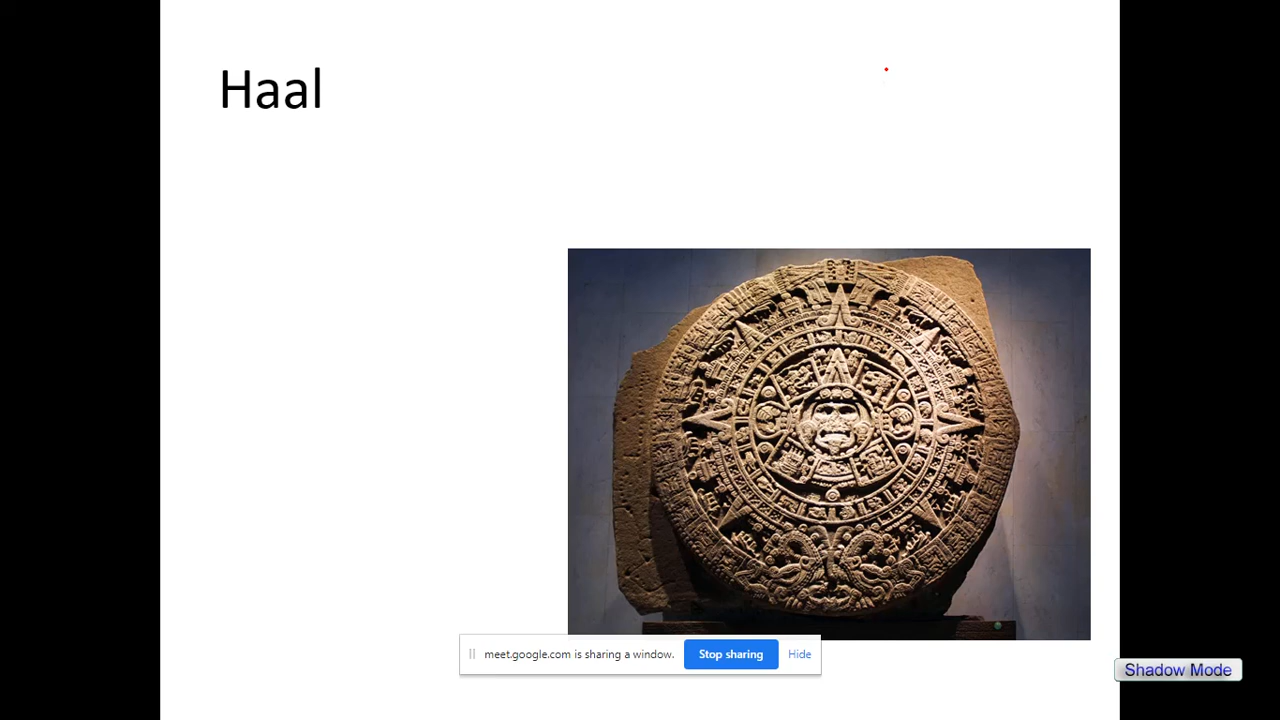 Haal
meet.google.com is sharing a window.
Stop sharing
Hide
Shadow Mode